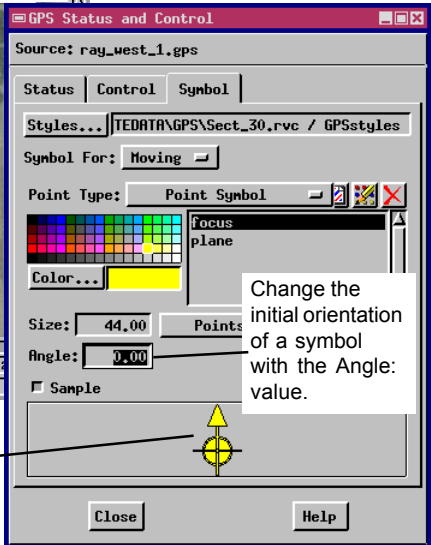 GPS Status and Control
Source: ray_west_1.gps
Status Control Symbol
Styles... TEDATA\GPS\Sect_30.rvc / GPSstyles
Symbol For: Moving
Point Type: Point Symbol
focus
plane
Color...
Size: 44.00 Points
Angle: 0.00
Change the
initial orientation
of a symbol
with the Angle:
value.
Sample
Close Help